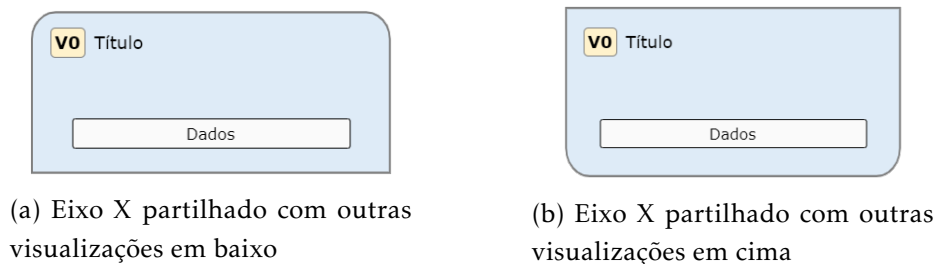 V0 Título
Dados
(a) Eixo X partilhado com outras
visualizações em baixo
V0 Título
Dados
(b) Eixo X partilhado com outras
visualizações em cima